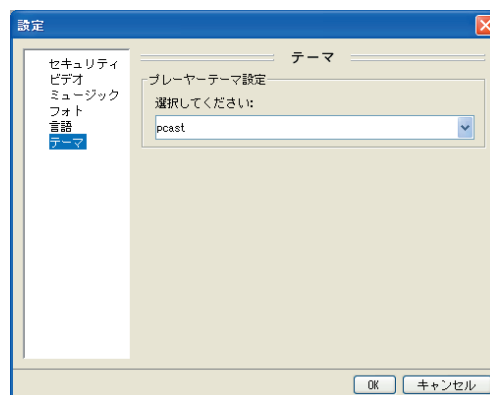 設定
セキュリティ
ビデオ
ミュージック
フォト
言語
テーマ
テーマ
プレーヤーテーマ設定
選択してください:
pcast
OK
キャンセル